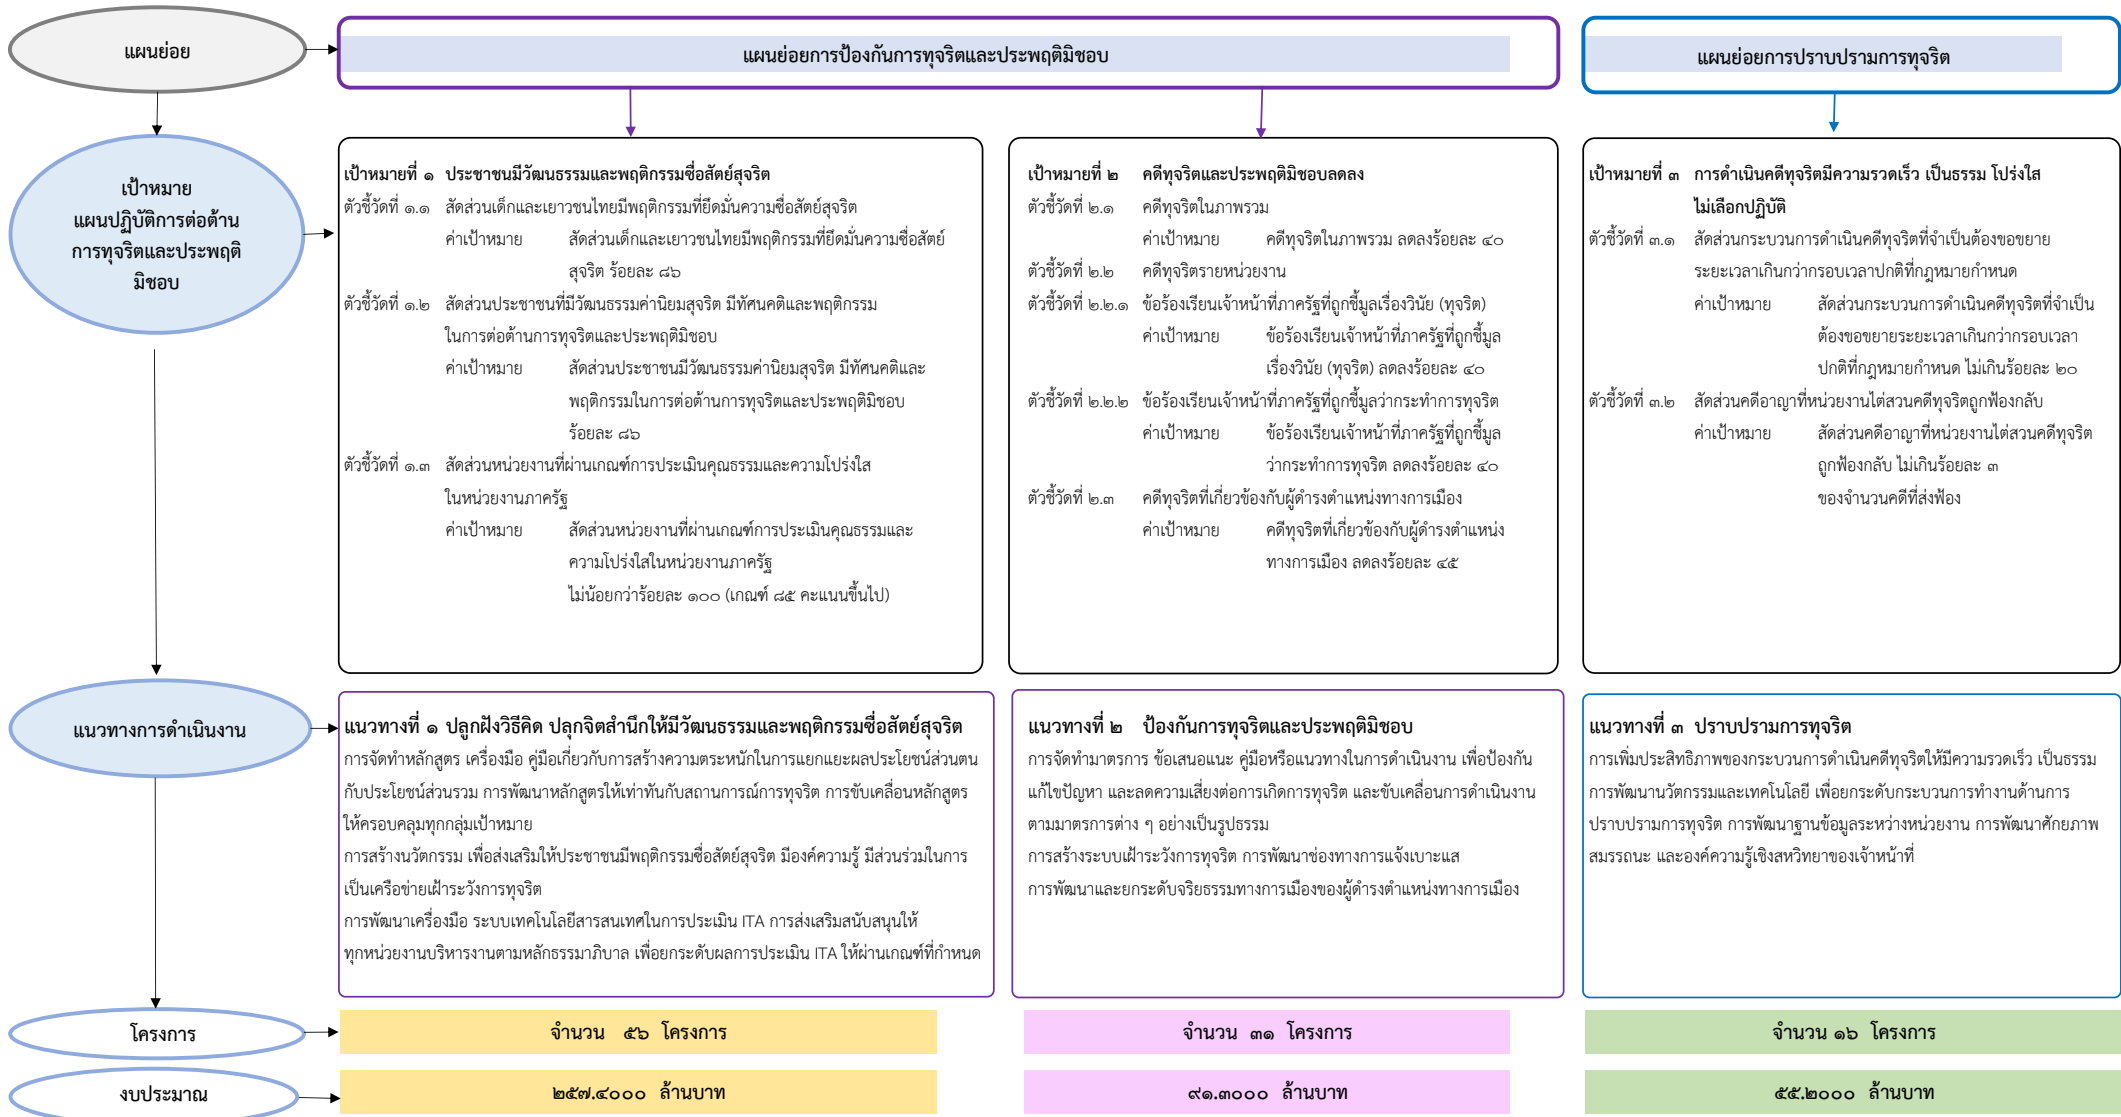 แผนย่อย
แผนย่อยการป้องกันการทุจริตและประพฤติมิชอบ
แผนย่อยการปราบปรามการทุจริต
เป้าหมาย
แผนปฏิบัติการต่อต้าน
การทุจริตและประพฤติ
มิชอบ
เป้าหมายที่ ๑ ประชาชนมีวัฒนธรรมและพฤติกรรมซื่อสัตย์สุจริต
ตัวชี้วัดที่ ๑.๑ สัดส่วนเด็กและเยาวชนไทยมีพฤติกรรมที่ยึดมั่นความซื่อสัตย์สุจริต
ค่าเป้าหมาย สัดส่วนเด็กและเยาวชนไทยมีพฤติกรรมที่ยึดมั่นความซื่อสัตย์
สุจริต ร้อยละ ๘๖
ตัวชี้วัดที่ ๑.๒ สัดส่วนประชาชนที่มีวัฒนธรรมค่านิยมสุจริต มีทัศนคติและพฤติกรรม
ในการต่อต้านการทุจริตและประพฤติมิชอบ
ค่าเป้าหมาย สัดส่วนประชาชนมีวัฒนธรรมค่านิยมสุจริต มีทัศนคติและ
พฤติกรรมในการต่อต้านการทุจริตและประพฤติมิชอบ
ร้อยละ ๘๖
ตัวชี้วัดที่ ๑.๓ สัดส่วนหน่วยงานที่ผ่านเกณฑ์การประเมินคุณธรรมและความโปร่งใส
ในหน่วยงานภาครัฐ
ค่าเป้าหมาย สัดส่วนหน่วยงานที่ผ่านเกณฑ์การประเมินคุณธรรมและ
ความโปร่งใสในหน่วยงานภาครัฐ
ไม่น้อยกว่าร้อยละ ๑๐๐ (เกณฑ์ ๘๕ คะแนนขึ้นไป)
เป้าหมายที่ ๒ คดีทุจริตและประพฤติมิชอบลดลง
ตัวชี้วัดที่ ๒.๑ คดีทุจริตในภาพรวม
ค่าเป้าหมาย คดีทุจริตในภาพรวม ลดลงร้อยละ ๔๐
ตัวชี้วัดที่ ๒.๒ คดีทุจริตรายหน่วยงาน
ตัวชี้วัดที่ ๒.๒.๑ ข้อร้องเรียนเจ้าหน้าที่ภาครัฐที่ถูกชี้มูลเรื่องวินัย (ทุจริต)
ค่าเป้าหมาย ข้อร้องเรียนเจ้าหน้าที่ภาครัฐที่ถูกชี้มูล
เรื่องวินัย (ทุจริต) ลดลงร้อยละ ๔๐
ตัวชี้วัดที่ ๒.๒.๒ ข้อร้องเรียนเจ้าหน้าที่ภาครัฐที่ถูกชี้มูลว่ากระทำการทุจริต
ค่าเป้าหมาย ข้อร้องเรียนเจ้าหน้าที่ภาครัฐที่ถูกชี้มูล
ว่ากระทำการทุจริต ลดลงร้อยละ ๔๐
ตัวชี้วัดที่ ๒.๓ คดีทุจริตที่เกี่ยวข้องกับผู้ดำรงตำแหน่งทางการเมือง
ค่าเป้าหมาย คดีทุจริตที่เกี่ยวข้องกับผู้ดำรงตำแหน่ง
ทางการเมือง ลดลงร้อยละ ๔๕
เป้าหมายที่ ๓ การดำเนินคดีทุจริตมีความรวดเร็ว เป็นธรรม โปร่งใส
ไม่เลือกปฏิบัติ
ตัวชี้วัดที่ ๓.๑ สัดส่วนกระบวนการดำเนินคดีทุจริตที่จำเป็นต้องขอขยาย
ระยะเวลาเกินกว่ากรอบเวลาปกติที่กฎหมายกำหนด
ค่าเป้าหมาย สัดส่วนกระบวนการดำเนินคดีทุจริตที่จำเป็น
ต้องขอขยายระยะเวลาเกินกว่ากรอบเวลา
ปกติที่กฎหมายกำหนด ไม่เกินร้อยละ ๒๐
ตัวชี้วัดที่ ๓.๒ สัดส่วนคดีอาญาที่หน่วยงานไต่สวนคดีทุจริตถูกฟ้องกลับ
ค่าเป้าหมาย สัดส่วนคดีอาญาที่หน่วยงานไต่สวนคดีทุจริต
ถูกฟ้องกลับ ไม่เกินร้อยละ ๓
ของจำนวนคดีที่ส่งฟ้อง
แนวทางการดำเนินงาน
แนวทางที่ ๑ ปลูกฝังวิธีคิด ปลุกจิตสำนึกให้มีวัฒนธรรมและพฤติกรรมซื่อสัตย์สุจริต
การจัดทำหลักสูตร เครื่องมือ คู่มือเกี่ยวกับการสร้างความตระหนักในการแยกแยะผลประโยชน์ส่วนตน
กับประโยชน์ส่วนรวม การพัฒนาหลักสูตรให้เท่าทันกับสถานการณ์การทุจริต การขับเคลื่อนหลักสูตร
ให้ครอบคลุมทุกกลุ่มเป้าหมาย
การสร้างนวัตกรรม เพื่อส่งเสริมให้ประชาชนมีพฤติกรรมซื่อสัตย์สุจริต มีองค์ความรู้ มีส่วนร่วมในการ
เป็นเครือข่ายเฝ้าระวังการทุจริต
การพัฒนาเครื่องมือ ระบบเทคโนโลยีสารสนเทศในการประเมิน ITA การส่งเสริมสนับสนุนให้
ทุกหน่วยงานบริหารงานตามหลักธรรมาภิบาล เพื่อยกระดับผลการประเมิน ITA ให้ผ่านเกณฑ์ที่กำหนด
แนวทางที่ ๒ ป้องกันการทุจริตและประพฤติมิชอบ
การจัดทำมาตรการ ข้อเสนอแนะ คู่มือหรือแนวทางในการดำเนินงาน เพื่อป้องกัน
แก้ไขปัญหา และลดความเสี่ยงต่อการเกิดการทุจริต และขับเคลื่อนการดำเนินงาน
ตามมาตรการต่าง ๆ อย่างเป็นรูปธรรม
การสร้างระบบเฝ้าระวังการทุจริต การพัฒนาช่องทางการแจ้งเบาะแส
การพัฒนาและยกระดับจริยธรรมทางการเมืองของผู้ดำรงตำแหน่งทางการเมือง
แนวทางที่ ๓ ปราบปรามการทุจริต
การเพิ่มประสิทธิภาพของกระบวนการดำเนินคดีทุจริตให้มีความรวดเร็ว เป็นธรรม
การพัฒนานวัตกรรมและเทคโนโลยี เพื่อยกระดับกระบวนการทำงานด้านการ
ปราบปรามการทุจริต การพัฒนาฐานข้อมูลระหว่างหน่วยงาน การพัฒนาศักยภาพ
สมรรถนะ และองค์ความรู้เชิงสหวิทยาของเจ้าหน้าที่
โครงการ
จำนวน ๕๖ โครงการ
จำนวน ๓๑ โครงการ
จำนวน ๑๖ โครงการ
งบประมาณ
๒๕๗.๔๐๐๐ ล้านบาท
๙๑.๓๐๐๐ ล้านบาท
๕๕.๒๐๐๐ ล้านบาท